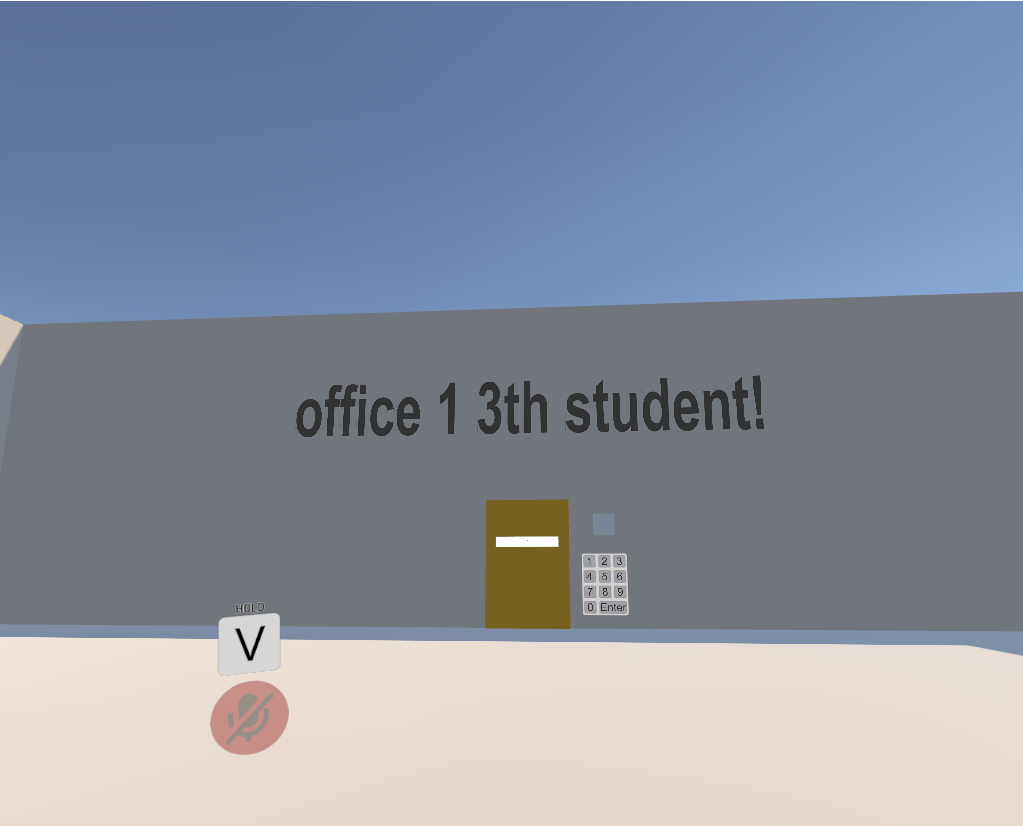 office 1 3th student!
1 2 3
4 5 6
7 8 9
0 Enter
HOLD
V